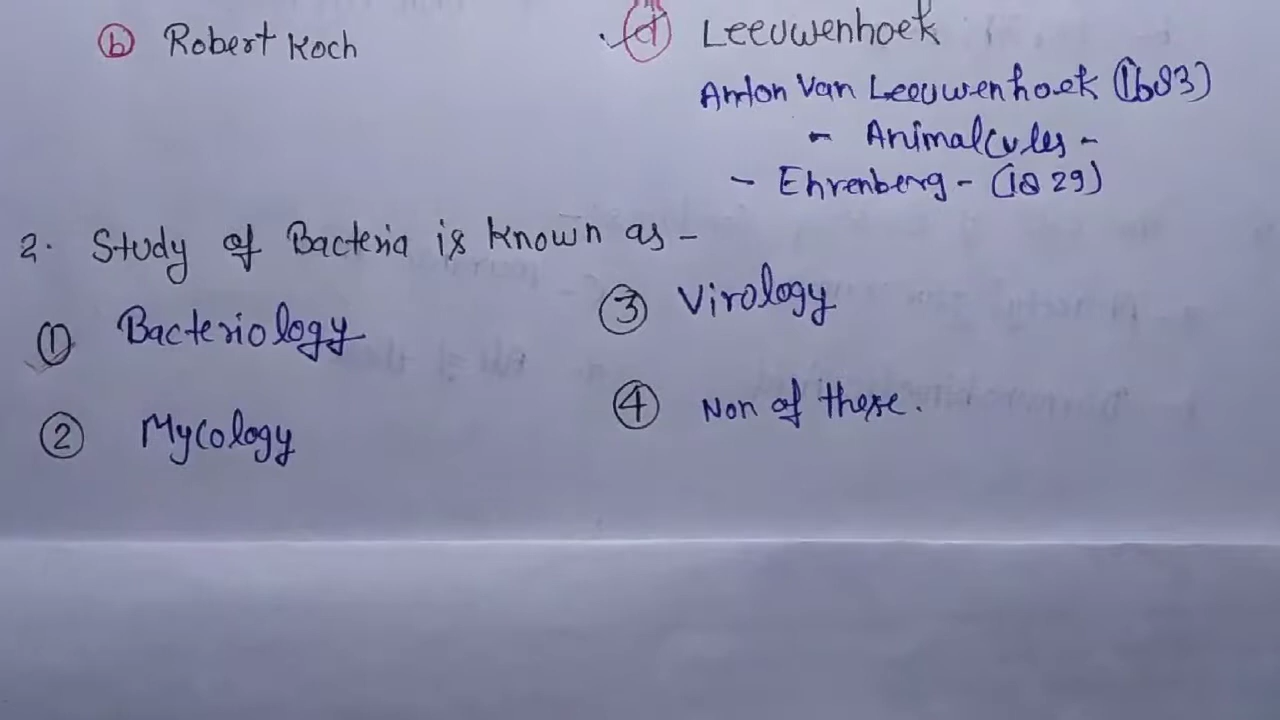 b Robert Koch
d Leeuwenhoek
Anton Van Leeuwenhoek (1683)
- Animalcules -
- Ehrenberg - (1829)
2. Study of Bacteria is known as -
1 Bacteriology
3 Virology
2 Mycology
4 Non of these.